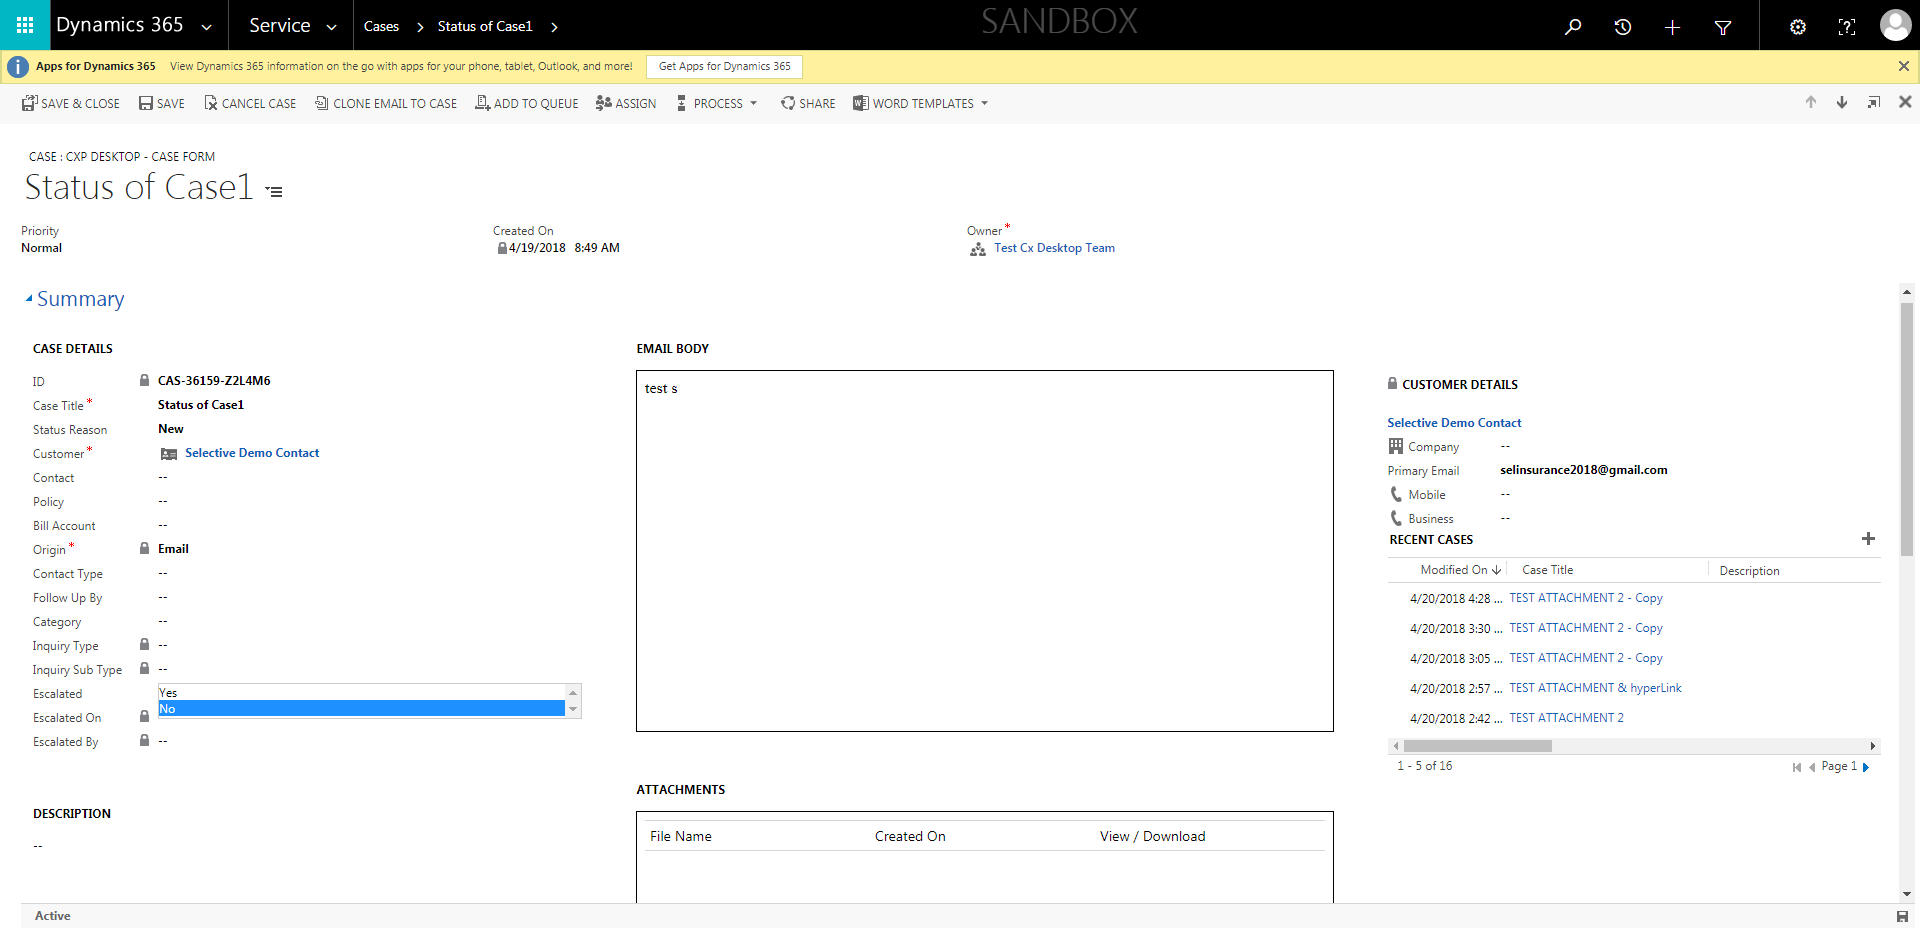 Dynamics 365 Service Cases Status of Case1 SANDBOX
Apps for Dynamics 365 View Dynamics 365 information on the go with apps for your phone, tablet, Outlook, and more! Get Apps for Dynamics 365
SAVE & CLOSE SAVE CANCEL CASE CLONE EMAIL TO CASE ADD TO QUEUE ASSIGN PROCESS SHARE WORD TEMPLATES
CASE : CXP DESKTOP - CASE FORM
Status of Case1
Priority
Normal
Created On
4/19/2018 8:49 AM
Owner*
Test Cx Desktop Team
Summary
CASE DETAILS
ID CAS-36159-Z2L4M6
Case Title* Status of Case1
Status Reason New
Customer* Selective Demo Contact
Contact --
Policy --
Bill Account --
Origin* Email
Contact Type --
Follow Up By --
Category --
Inquiry Type --
Inquiry Sub Type --
Escalated Yes
No
Escalated On
Escalated By --
DESCRIPTION
--
EMAIL BODY
test s
ATTACHMENTS
File Name Created On View / Download
CUSTOMER DETAILS
Selective Demo Contact
Company --
Primary Email selinsurance2018@gmail.com
Mobile --
Business --
RECENT CASES
Modified On Case Title Description
4/20/2018 4:28 ... TEST ATTACHMENT 2 - Copy
4/20/2018 3:30 ... TEST ATTACHMENT 2 - Copy
4/20/2018 3:05 ... TEST ATTACHMENT 2 - Copy
4/20/2018 2:57 ... TEST ATTACHMENT & hyperLink
4/20/2018 2:42 ... TEST ATTACHMENT 2
1 - 5 of 16 Page 1
Active